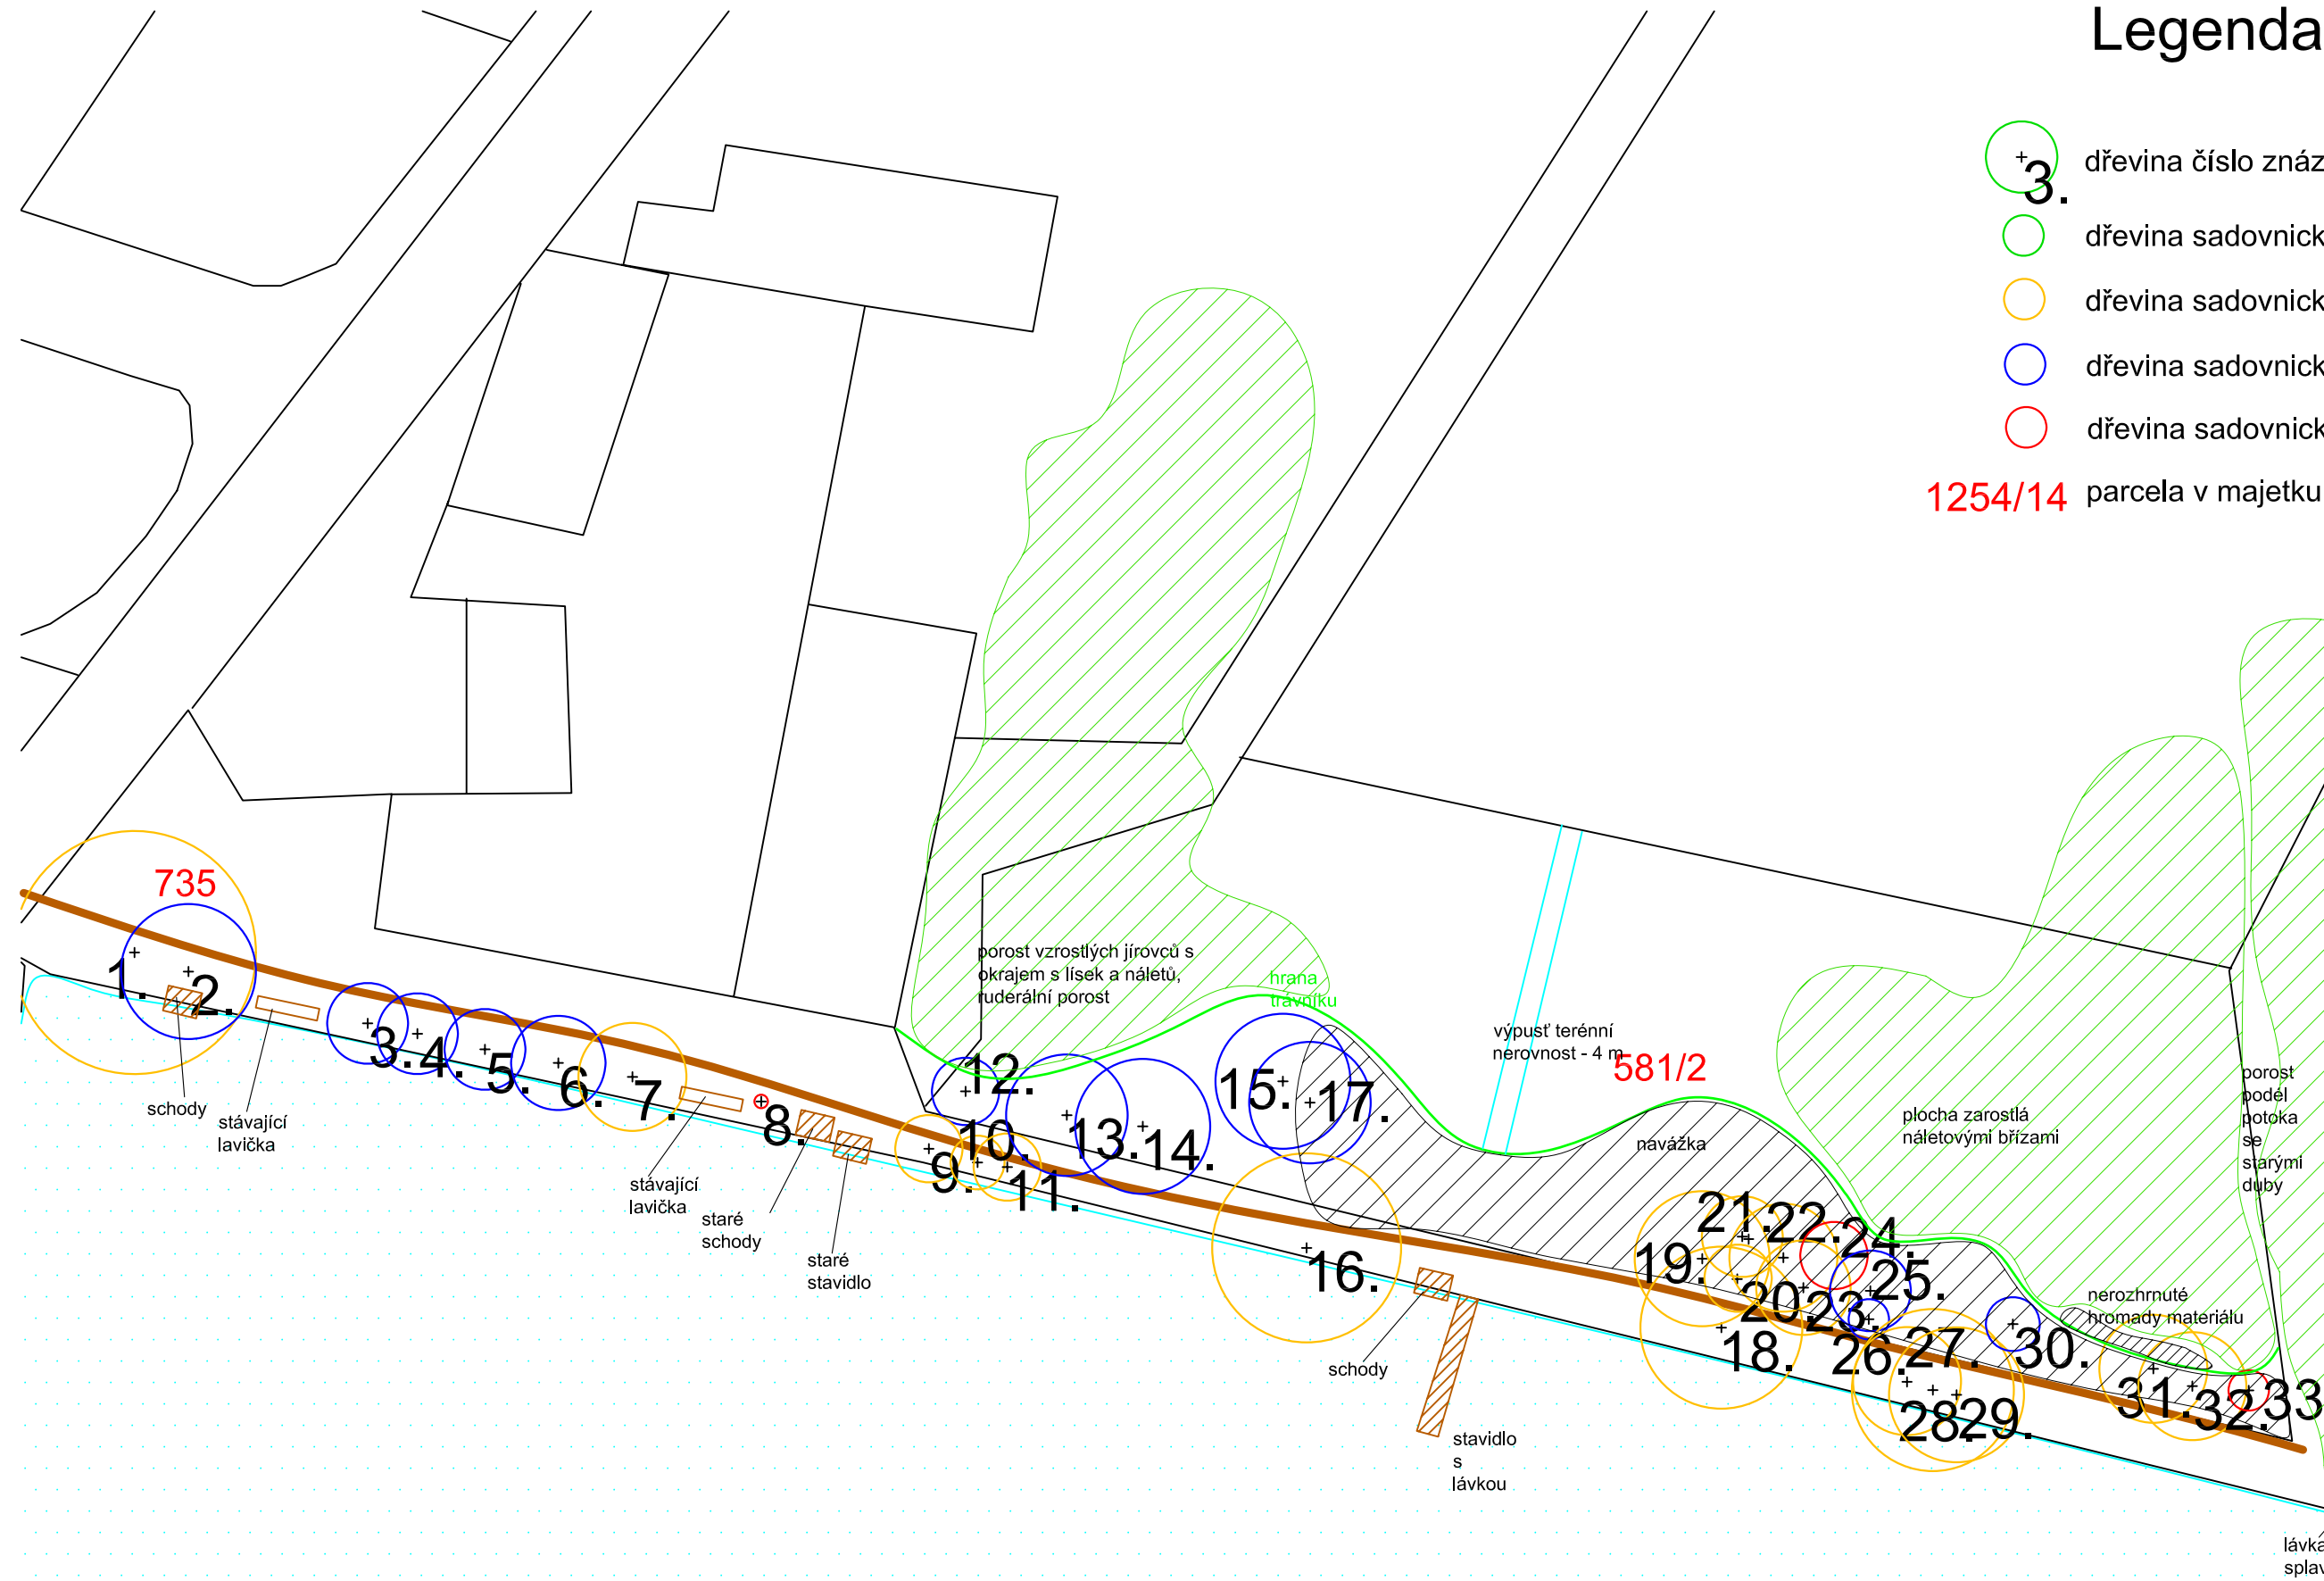 Legenda
3.
dřevina číslo znáz
dřevina sadovnick
dřevina sadovnick
dřevina sadovnick
dřevina sadovnick
1254/14 parcela v majetku
735
1.
2.
3.
4.
5.
6.
7.
8.
9.
10.
11.
12.
13.
14.
15.
16.
17.
18.
19.
20.
21.
22.
23.
24.
25.
26.
27.
28.
29.
30.
31.
32.
33
schody
stávající
lavička
stávající
lavička
staré
schody
staré
stavidlo
porost vzrostlých jírovců s
okrajem s lísek a náletů,
ruderální porost
hrana
trávníku
výpusť terénní
nerovnost - 4 m
581/2
navážka
plocha zarostlá
náletovými břízami
porost
podél
potoka
se
starými
duby
nerozhrnuté
hromady materiálu
schody
stavidlo
s
lávkou
lávka
splav